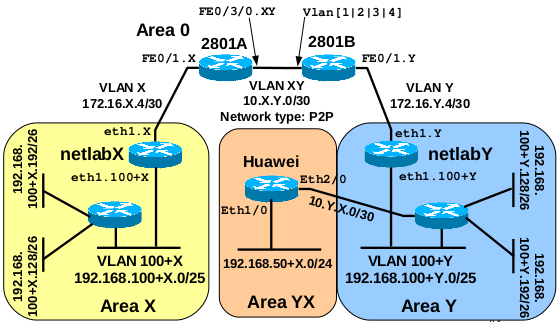 Area 0
FE0/3/0.XY
Vlan[1|2|3|4]
2801A
2801B
FE0/1.X
FE0/1.Y
VLAN X
172.16.X.4/30
VLAN XY
10.X.Y.0/30
Network type: P2P
VLAN Y
172.16.Y.4/30
eth1.X
netlabX
eth1.100+X
192.168.
100+X.192/26
192.168.
100+X.128/26
VLAN 100+X
192.168.100+X.0/25
Area X
Huawei
Eth2/0
Eth1/0
10.Y.X.0/30
192.168.50+X.0/24
Area YX
eth1.Y
netlabY
eth1.100+Y
192.168.
100+Y.128/26
192.168.
100+Y.192/26
VLAN 100+Y
192.168.100+Y.0/25
Area Y